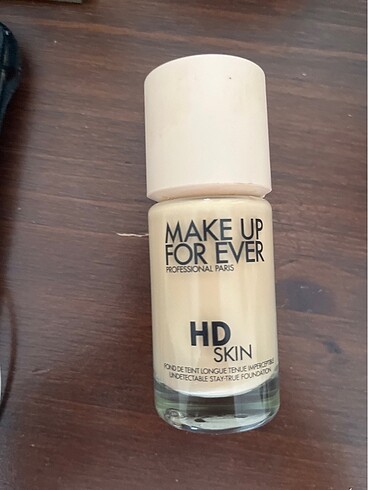 MAKE UP
FOR EVER
PROFESSIONAL PARIS
HD
SKIN
FOND DE TEINT LONGUE TENUE IMPERCEPTIBLE
UNDETECTABLE STAY-TRUE FOUNDATION